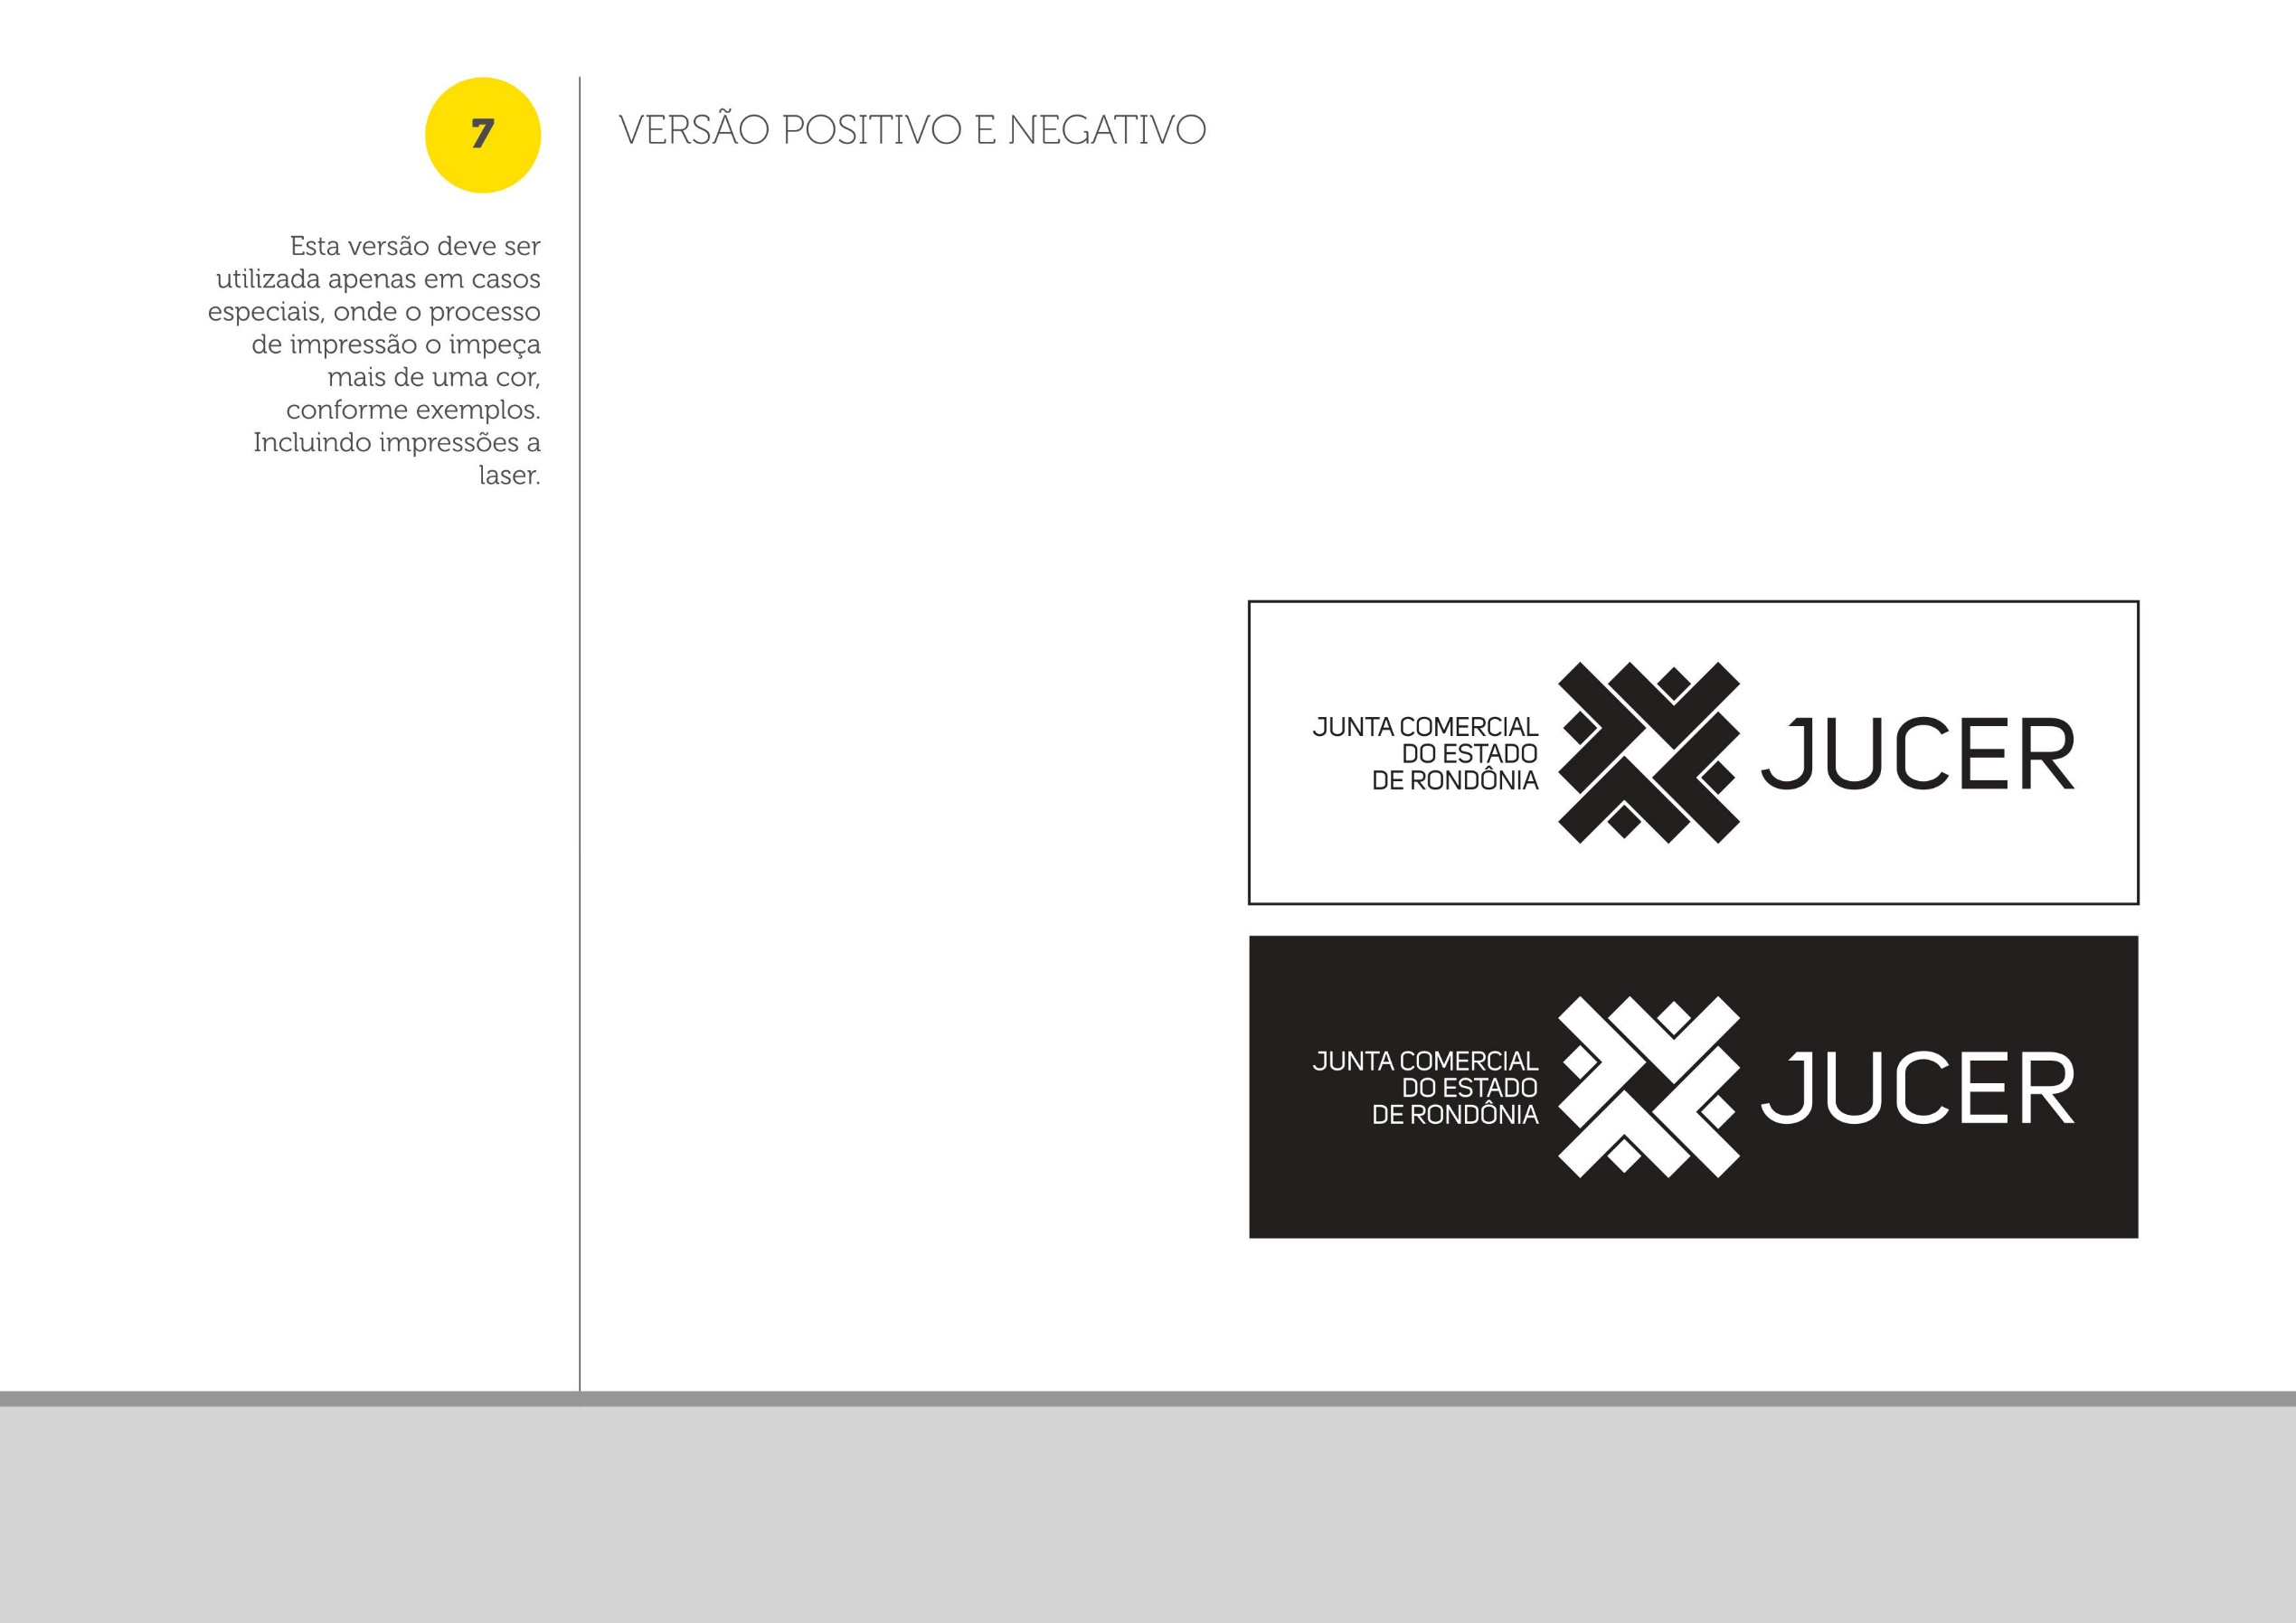 7
VERSÃO POSITIVO E NEGATIVO
Esta versão deve ser
utilizada apenas em casos
especiais, onde o processo
de impressão o impeça
mais de uma cor,
conforme exemplos.
Incluindo impressões a
laser.
JUNTA COMERCIAL
DO ESTADO
DE RONDÔNIA
JUCER
JUNTA COMERCIAL
DO ESTADO
DE RONDÔNIA
JUCER